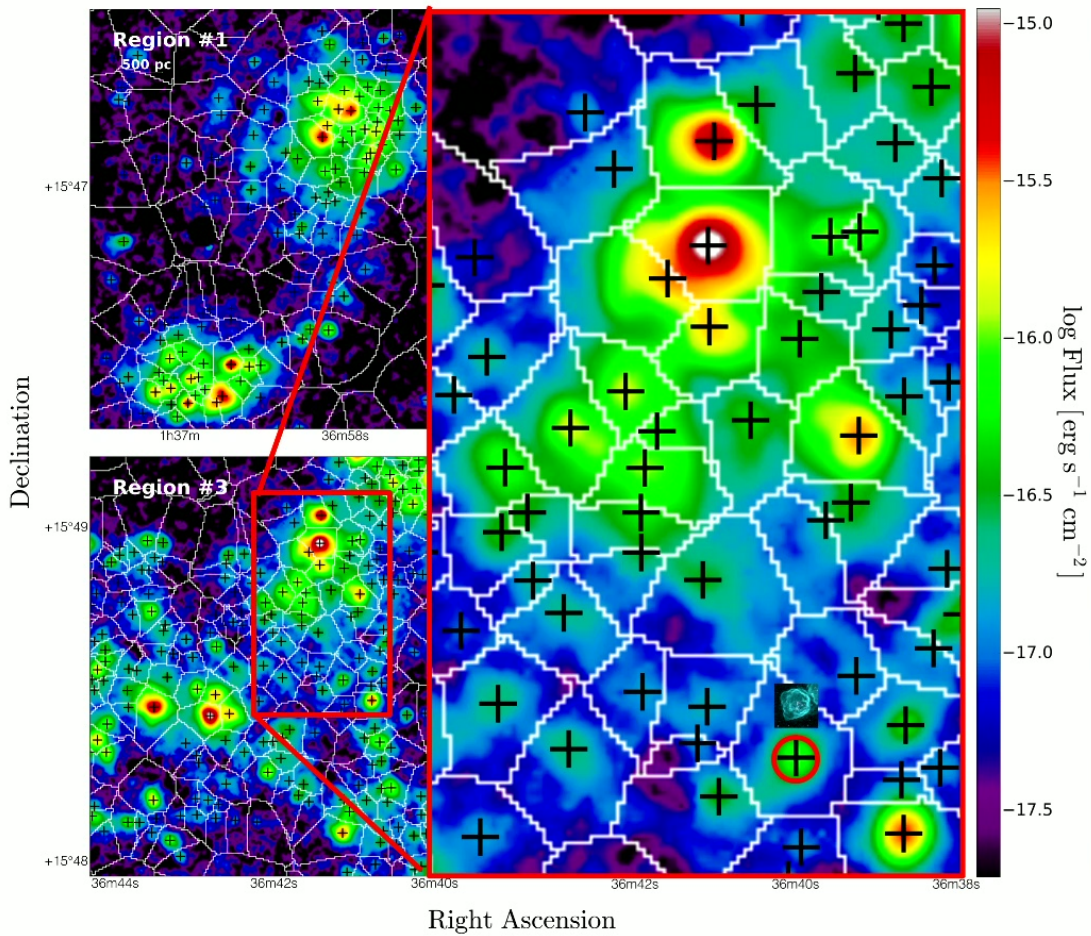 Region #1
500 pc
+15°47
1h37m
36m58s
Region #3
+15°49
+15°48
36m44s
36m42s
36m40s
36m42s
36m40s
36m38s
−15.0
−15.5
−16.0
−16.5
−17.0
−17.5
log Flux [erg s⁻¹ cm⁻²]
Declination
Right Ascension